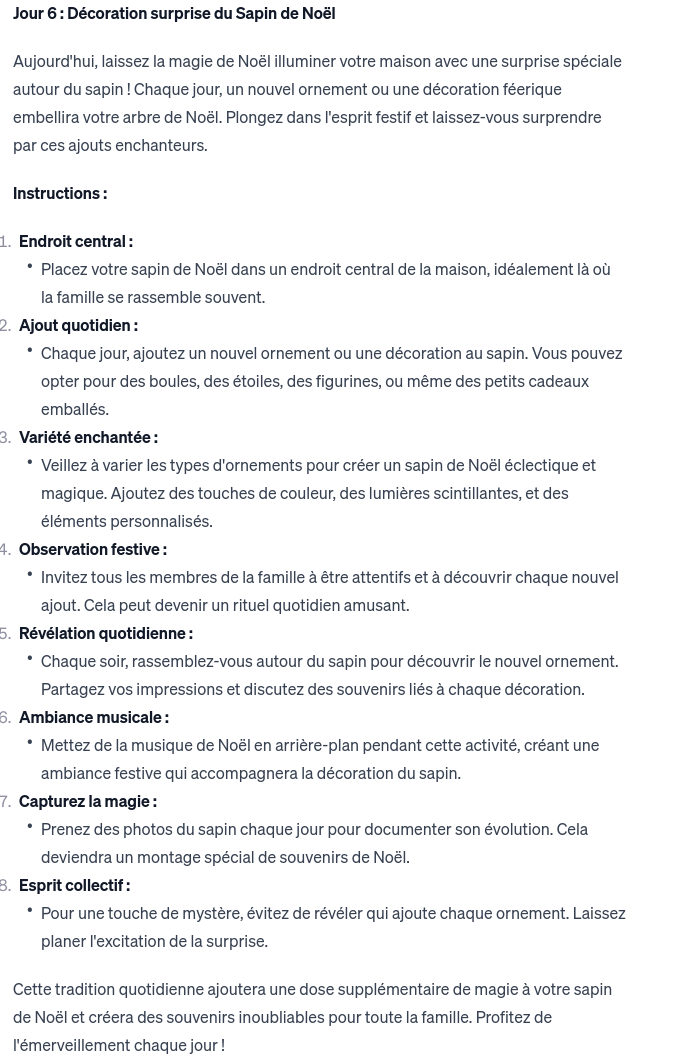 Jour 6 : Décoration surprise du Sapin de Noël
Aujourd'hui, laissez la magie de Noël illuminer votre maison avec une surprise spéciale
autour du sapin ! Chaque jour, un nouvel ornement ou une décoration féerique
embellira votre arbre de Noël. Plongez dans l'esprit festif et laissez-vous surprendre
par ces ajouts enchanteurs.
Instructions :
1. Endroit central :
• Placez votre sapin de Noël dans un endroit central de la maison, idéalement là où
la famille se rassemble souvent.
2. Ajout quotidien :
• Chaque jour, ajoutez un nouvel ornement ou une décoration au sapin. Vous pouvez
opter pour des boules, des étoiles, des figurines, ou même des petits cadeaux
emballés.
3. Variété enchantée :
• Veillez à varier les types d'ornements pour créer un sapin de Noël éclectique et
magique. Ajoutez des touches de couleur, des lumières scintillantes, et des
éléments personnalisés.
4. Observation festive :
• Invitez tous les membres de la famille à être attentifs et à découvrir chaque nouvel
ajout. Cela peut devenir un rituel quotidien amusant.
5. Révélation quotidienne :
• Chaque soir, rassemblez-vous autour du sapin pour découvrir le nouvel ornement.
Partagez vos impressions et discutez des souvenirs liés à chaque décoration.
6. Ambiance musicale :
• Mettez de la musique de Noël en arrière-plan pendant cette activité, créant une
ambiance festive qui accompagnera la décoration du sapin.
7. Capturez la magie :
• Prenez des photos du sapin chaque jour pour documenter son évolution. Cela
deviendra un montage spécial de souvenirs de Noël.
8. Esprit collectif :
• Pour une touche de mystère, évitez de révéler qui ajoute chaque ornement. Laissez
planer l'excitation de la surprise.
Cette tradition quotidienne ajoutera une dose supplémentaire de magie à votre sapin
de Noël et créera des souvenirs inoubliables pour toute la famille. Profitez de
l'émerveillement chaque jour !